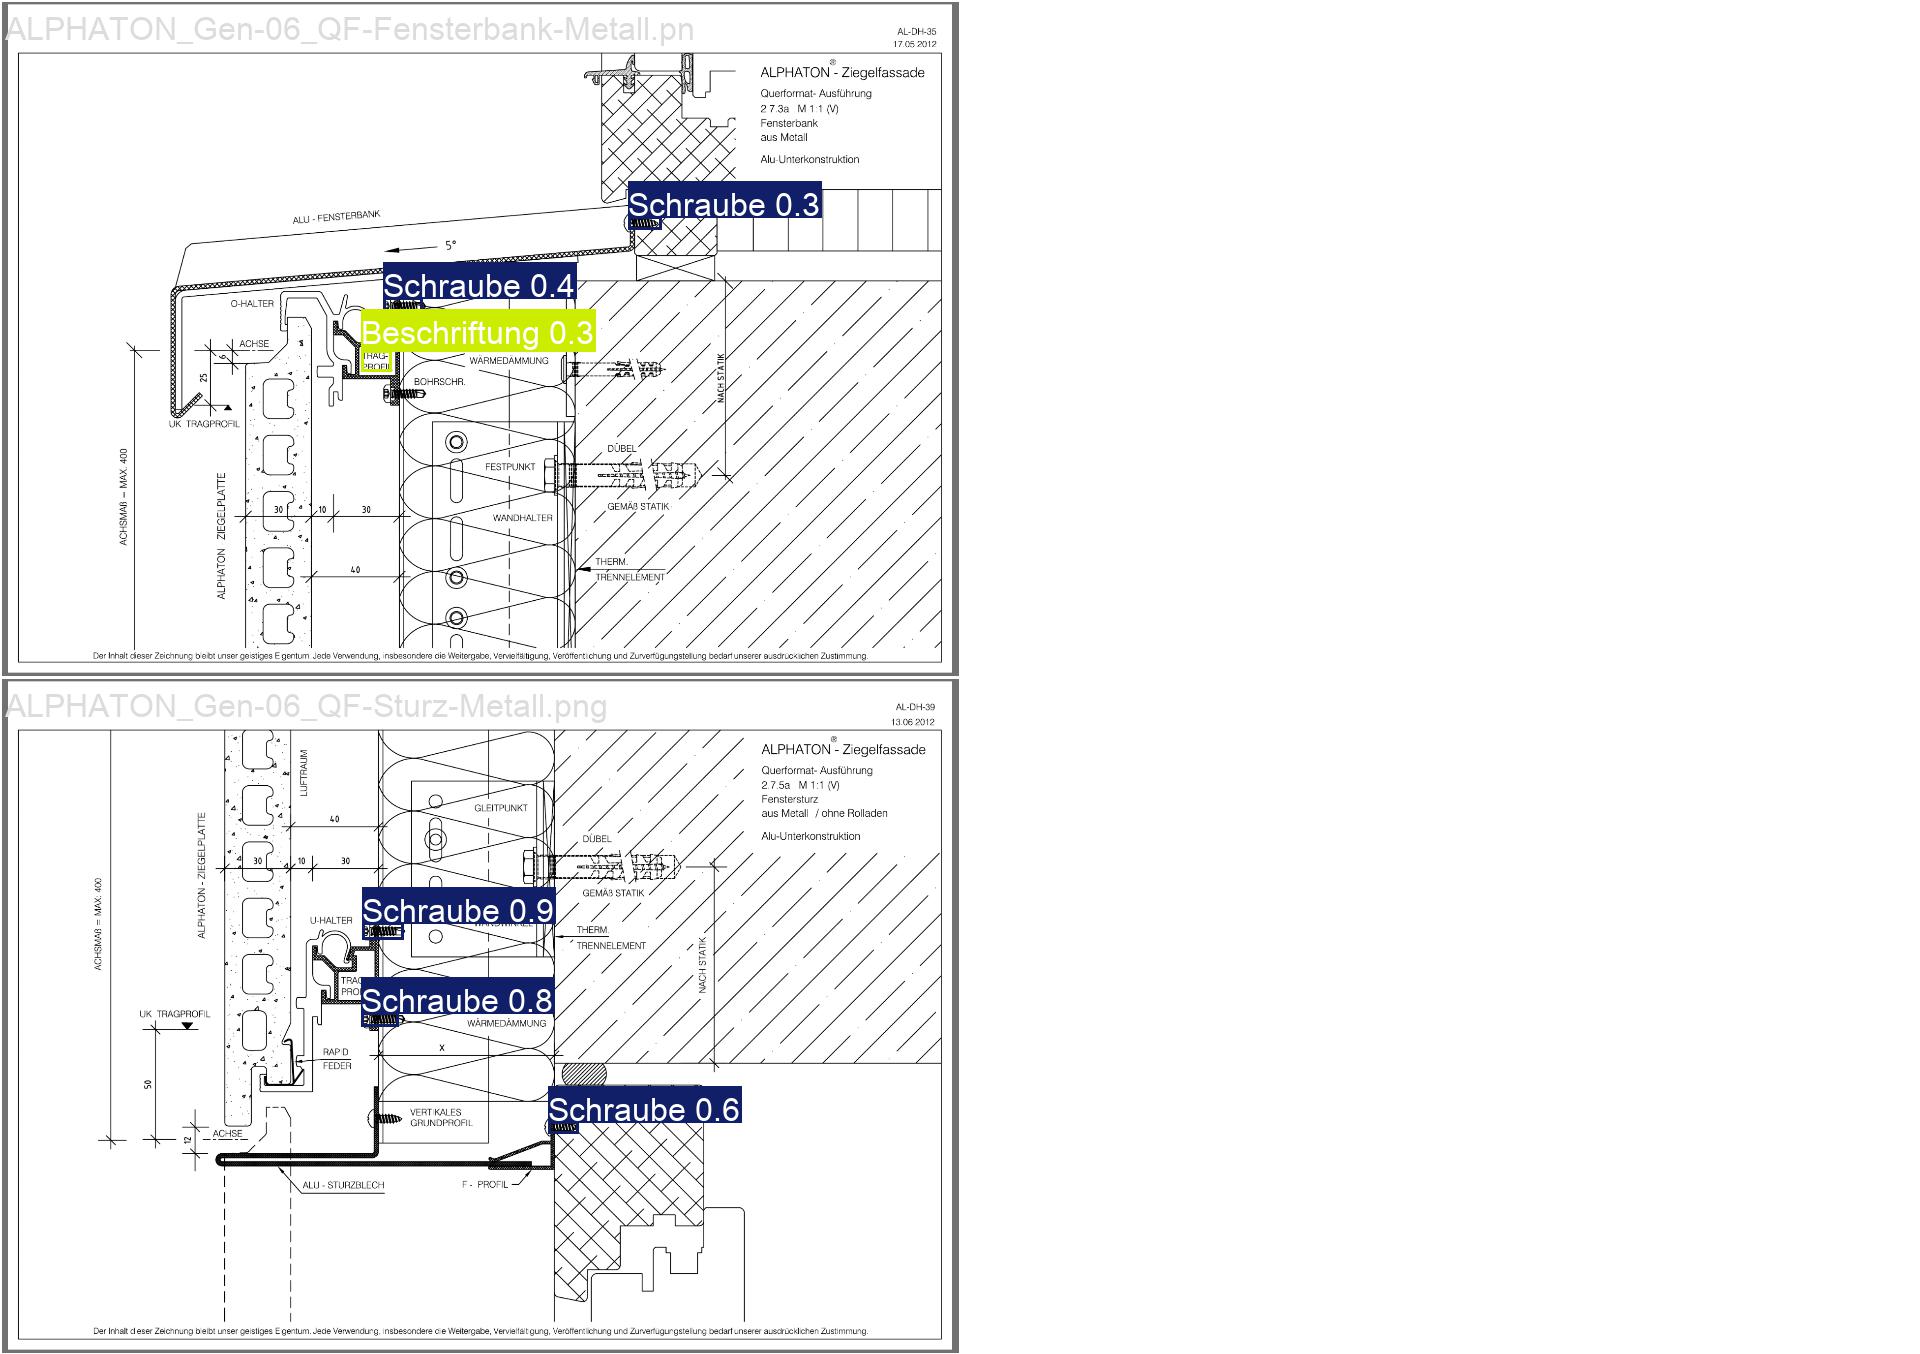 ALPHATON_Gen-06_QF-Fensterbank-Metall.pn
AL-DH-35
17.05 2012
ALPHATON® - Ziegelfassade
Querformat- Ausführung
2 7.3a M 1:1 (V)
Fensterbank
aus Metall
Alu-Unterkonstruktion
Schraube 0.3
ALU - FENSTERBANK
5°
Schraube 0.4
O-HALTER
Beschriftung 0.3
ACHSE
6
TRAG-
PROFIL
WÄRMEDÄMMUNG
25
BOHRSCHR.
NACH STATIK
UK TRAGPROFIL
DÜBEL
ACHSMAß = MAX. 400
ALPHATON ZIEGELPLATTE
FESTPUNKT
30
10
30
GEMÄß STATIK
WANDHALTER
40
THERM.
TRENNELEMENT
Der Inhalt dieser Zeichnung bleibt unser geistiges Eigentum. Jede Verwendung, insbesondere die Weitergabe, Vervielfältigung, Veröffentlichung und Zurverfügungstellung bedarf unserer ausdrücklichen Zustimmung.
ALPHATON_Gen-06_QF-Sturz-Metall.png
AL-DH-39
13.06 2012
ALPHATON® - Ziegelfassade
Querformat- Ausführung
2.7.5a M 1:1 (V)
Fenstersturz
aus Metall / ohne Rolladen
Alu-Unterkonstruktion
LUFTRAUM
GLEITPUNKT
40
DÜBEL
ALPHATON - ZIEGELPLATTE
30
10
30
GEMÄß STATIK
ACHSMAß = MAX. 400
Schraube 0.9
U-HALTER
WANDWINKEL
THERM.
TRENNELEMENT
NACH STATIK
Schraube 0.8
UK TRAGPROFIL
WÄRMEDÄMMUNG
X
RAPID
FEDER
50
Schraube 0.6
VERTIKALES
GRUNDPROFIL
12
ACHSE
ALU - STURZBLECH
F - PROFIL
Der Inhalt dieser Zeichnung bleibt unser geistiges Eigentum. Jede Verwendung, insbesondere die Weitergabe, Vervielfältigung, Veröffentlichung und Zurverfügungstellung bedarf unserer ausdrücklichen Zustimmung.